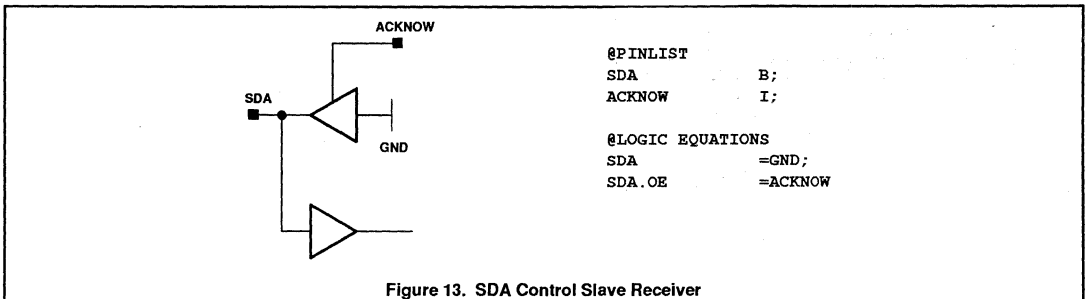 ACKNOW
SDA
GND
@PINLIST
SDA B;
ACKNOW I;
@LOGIC EQUATIONS
SDA =GND;
SDA.OE =ACKNOW
Figure 13. SDA Control Slave Receiver